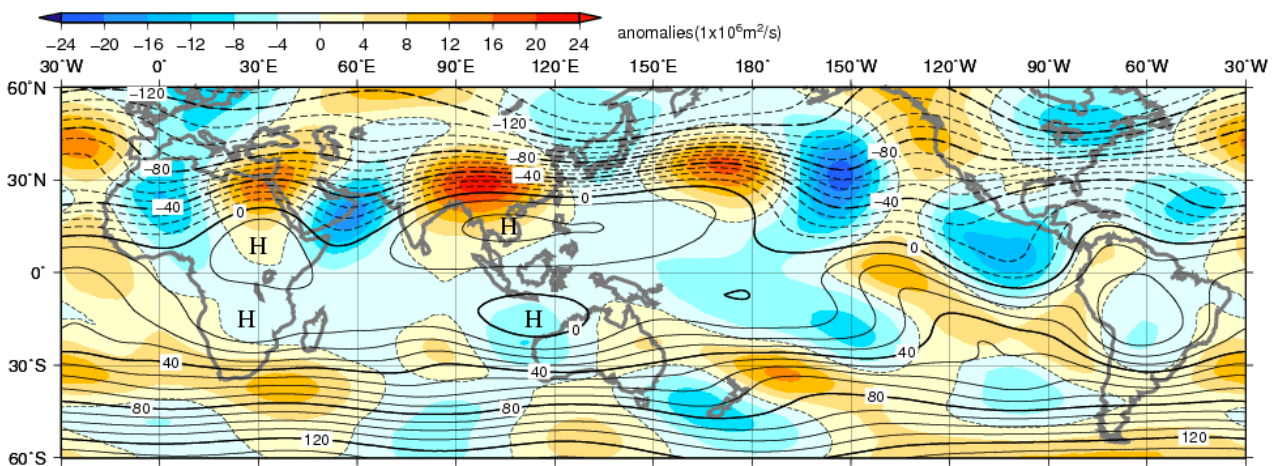 −24 −20 −16 −12 −8 −4 0 4 8 12 16 20 24
anomalies(1x10⁶m²/s)
30°W 0° 30°E 60°E 90°E 120°E 150°E 180° 150°W 120°W 90°W 60°W 30°W
60°N
−120
−120
−80 −80 −80
−40
30°N
−40 −40
0 0
H H
0
0°
H H
0
30°S
40 40 40
80 80 80
120 120
60°S